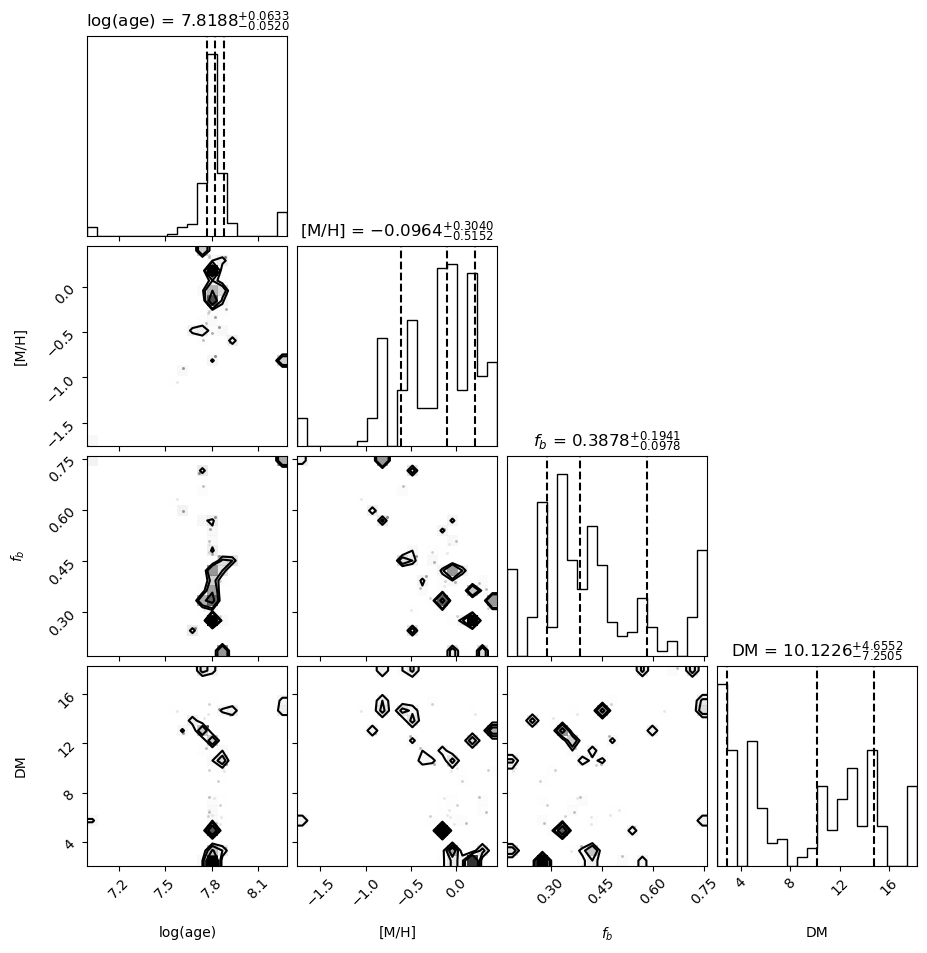 log(age) = 7.8188+0.0633−0.0520
[M/H] = −0.0964+0.3040−0.5152
[M/H]
0.0
−0.5
−1.0
−1.5
f_b = 0.3878+0.1941−0.0978
f_b
0.75
0.60
0.45
0.30
DM = 10.1226+4.6552−7.2505
DM
16
12
8
4
7.2 7.5 7.8 8.1 −1.5 −1.0 −0.5 0.0 0.30 0.45 0.60 0.75 4 8 12 16
log(age) [M/H] f_b DM